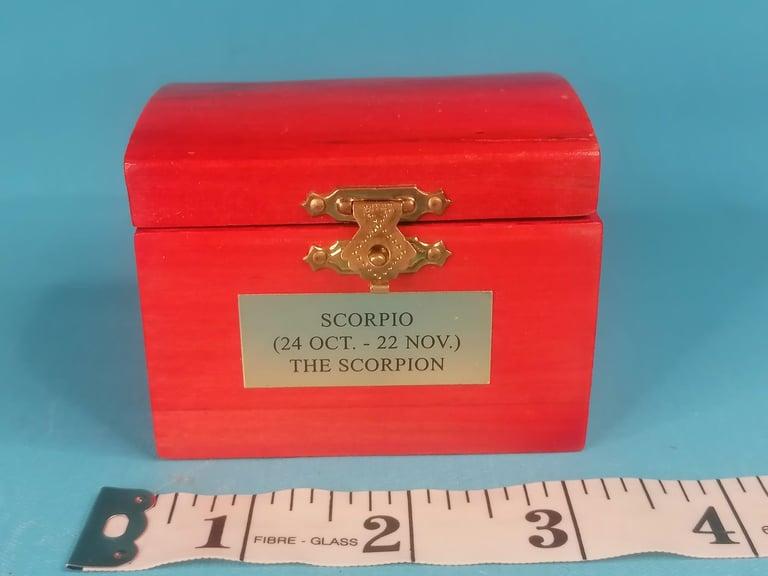 SCORPIO
(24 OCT. - 22 NOV.)
THE SCORPION
1 FIBRE - GLASS 2 3 4